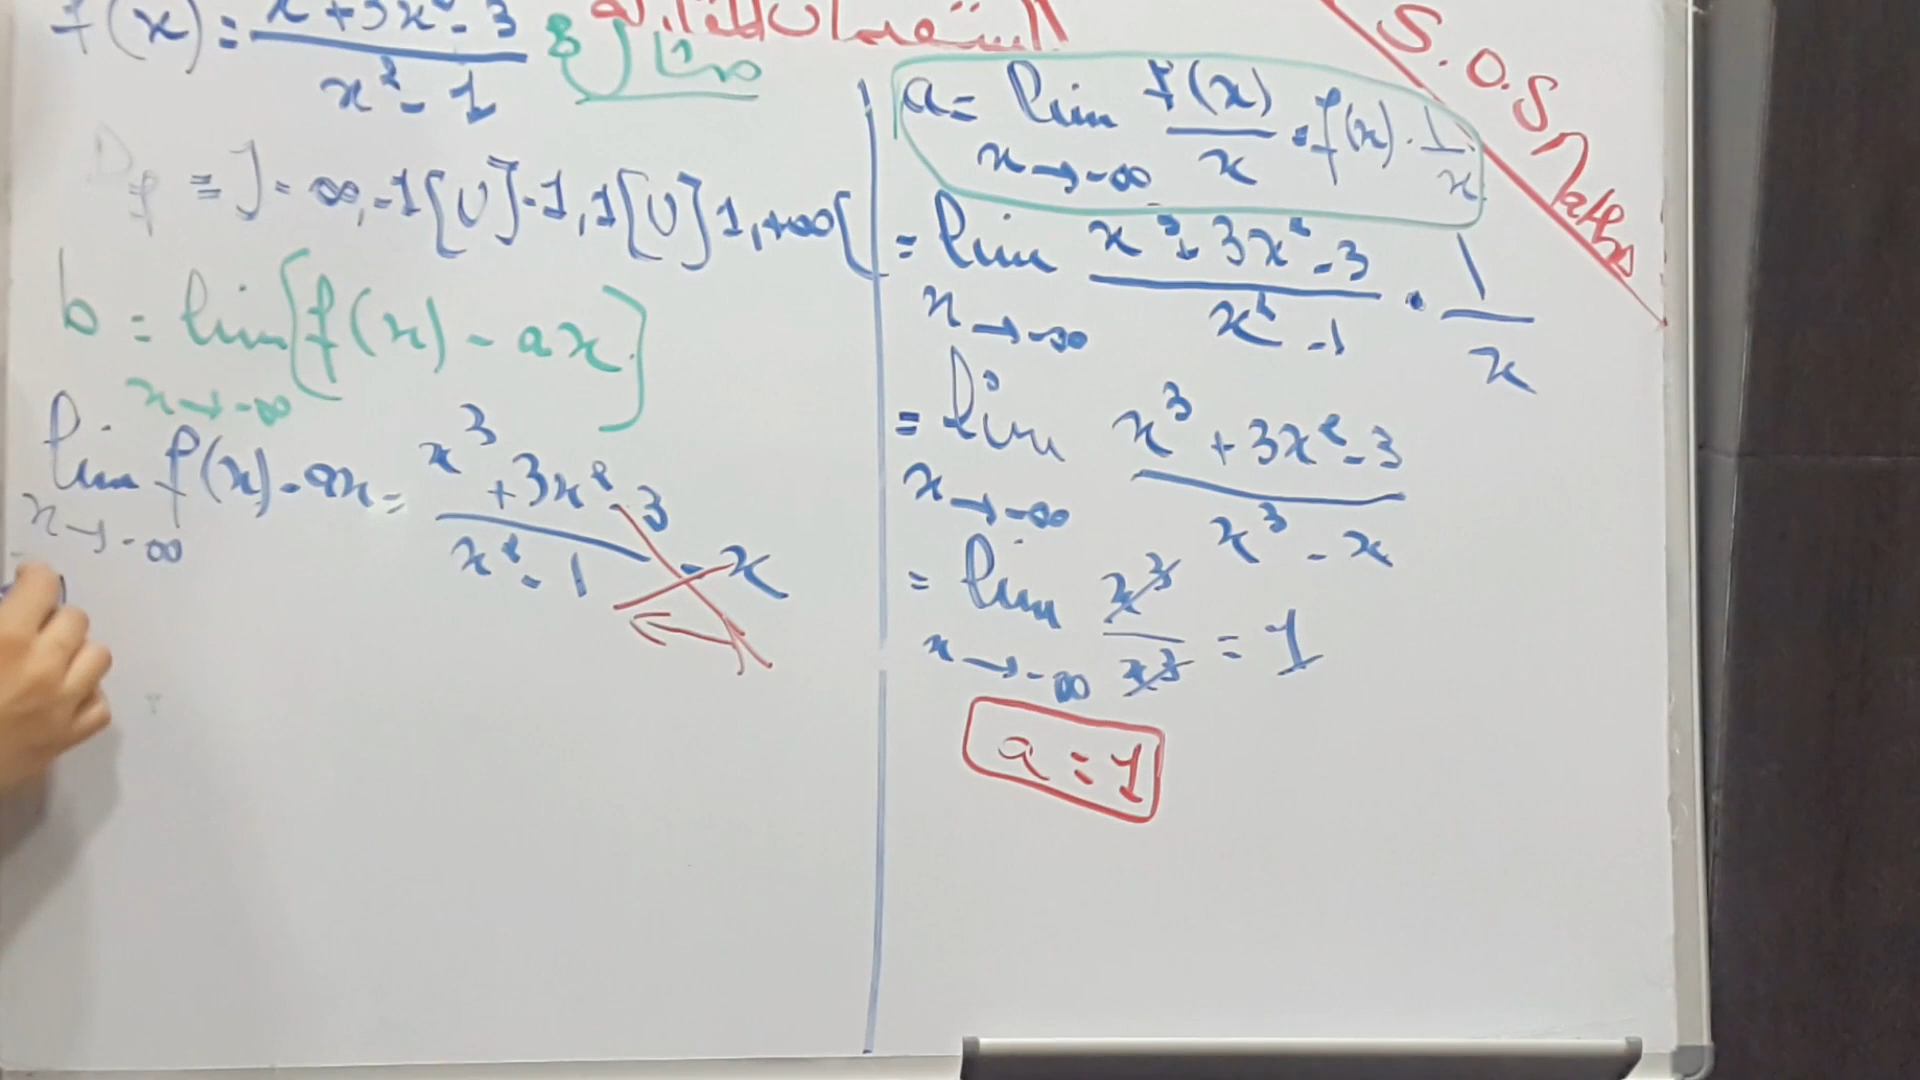 المستقيمات المقاربة
S.O.S Maths
f(x) = x + 3x² - 3 / x² - 1
مثال 3
D_f = ]-∞, -1[ U ]-1, 1[ U ]1, +∞[
b = lim [f(x) - ax]
x → -∞
lim f(x) - ax = x³ + 3x² - 3 / x² - 1 - x
x → -∞
a = lim f(x) / x = f(x) . 1/x
x → -∞
= lim x³ + 3x² - 3 / x² - 1 . 1/x
x → -∞
= lim x³ + 3x² - 3 / x³ - x
x → -∞
= lim x³ / x³ = 1
x → -∞
a = 1